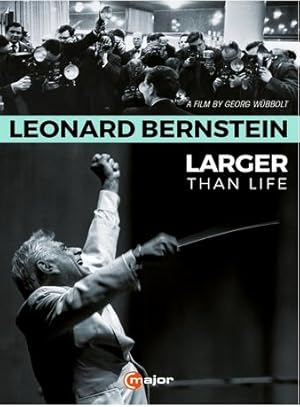 A FILM BY GEORG WÜBBOLT
LEONARD BERNSTEIN
LARGER
THAN LIFE
C major